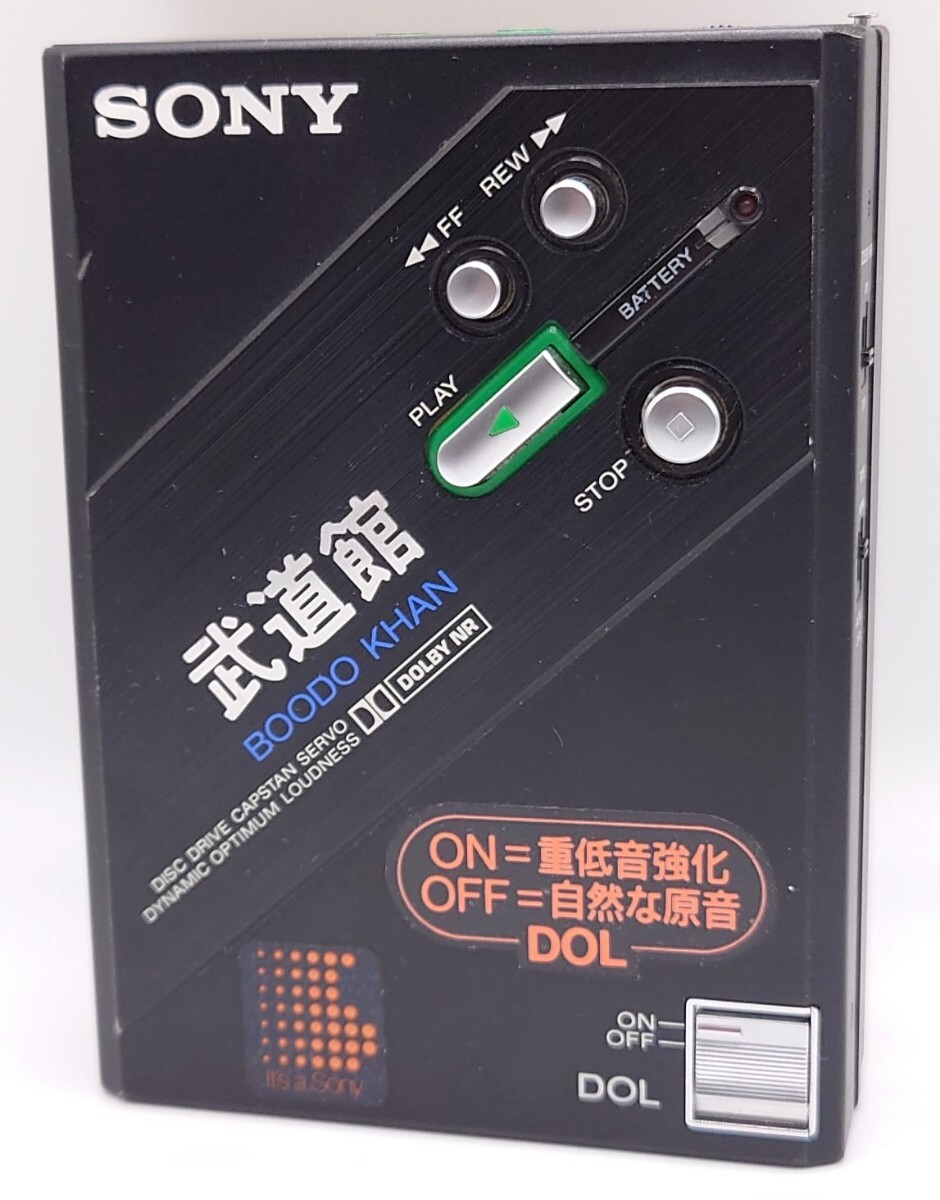 SONY
REW
FF
BATTERY
PLAY
STOP
武道館
BOODO KHAN
DISC DRIVE CAPSTAN SERVO
DYNAMIC OPTIMUM LOUDNESS
DOLBY NR
ON=重低音強化
OFF=自然な原音
DOL
It's a Sony
ON
OFF
DOL